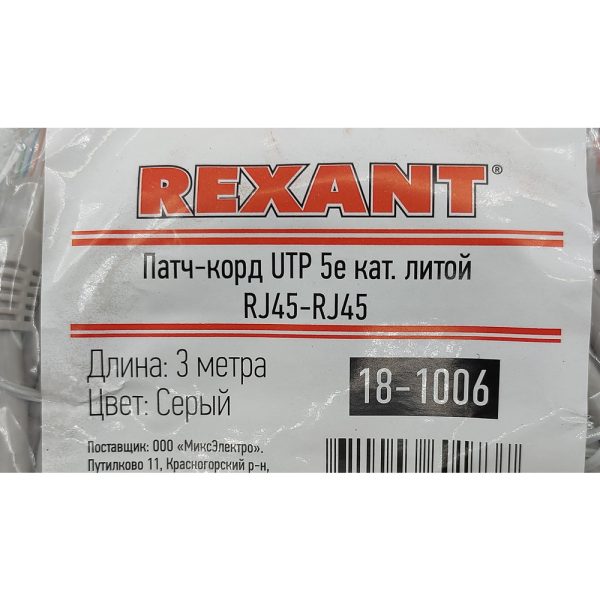 REXANT®
Патч-корд UTP 5e кат. литой
RJ45-RJ45
Длина: 3 метра
Цвет: Серый
18-1006
Поставщик: ООО «МиксЭлектро».
Путилково 11, Красногорский р-н,